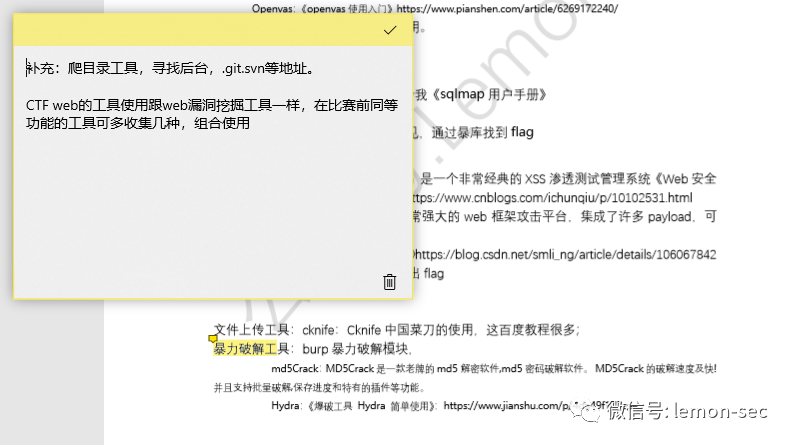 Openvas:《openvas 使用入门》https://www.pianshen.com/article/6269172240/
用。
补充：爬目录工具，寻找后台，.git.svn等地址。
CTF web的工具使用跟web漏洞挖掘工具一样，在比赛前同等
功能的工具可多收集几种，组合使用
我《sqlmap 用户手册》
见，通过暴库找到 flag
是一个非常经典的 XSS 渗透测试管理系统《Web 安全
ttps://www.cnblogs.com/ichunqiu/p/10102531.html
常强大的 web 框架攻击平台，集成了许多 payload，可
https://blog.csdn.net/smli_ng/article/details/106067842
出 flag
文件上传工具：cknife：Cknife 中国菜刀的使用，这百度教程很多；
暴力破解工具：burp 暴力破解模块，
md5Crack：MD5Crack 是一款老牌的 md5 解密软件,md5 密码破解软件。 MD5Crack 的破解速度及快!
并且支持批量破解,保存进度和特有的插件等功能。
Hydra:《爆破工具 Hydra 简单使用》：https://www.jianshu.com/p/
微信号: lemon-sec